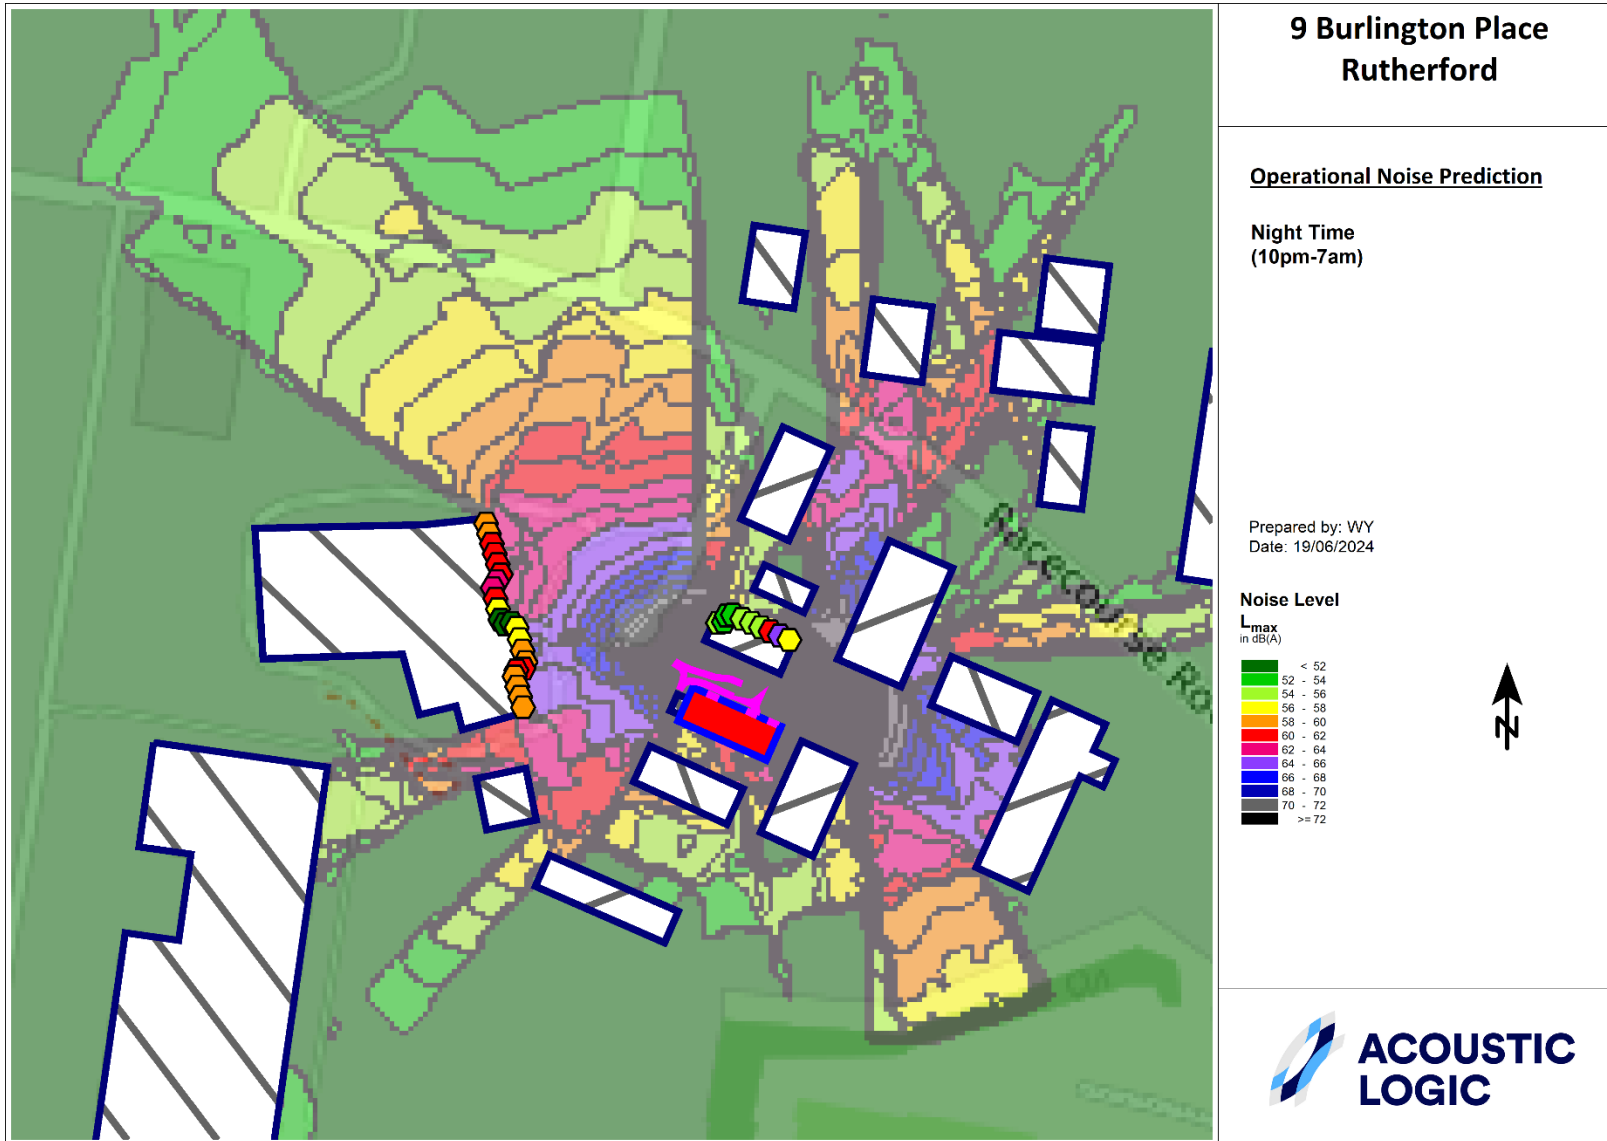 9 Burlington Place
Rutherford
Operational Noise Prediction
Night Time
(10pm-7am)
Racecourse Rd
Prepared by: WY
Date: 19/06/2024
Noise Level
Lmax
in dB(A)
< 52
52 - 54
54 - 56
56 - 58
58 - 60
60 - 62
62 - 64
64 - 66
66 - 68
68 - 70
70 - 72
>= 72
N
ACOUSTIC
LOGIC